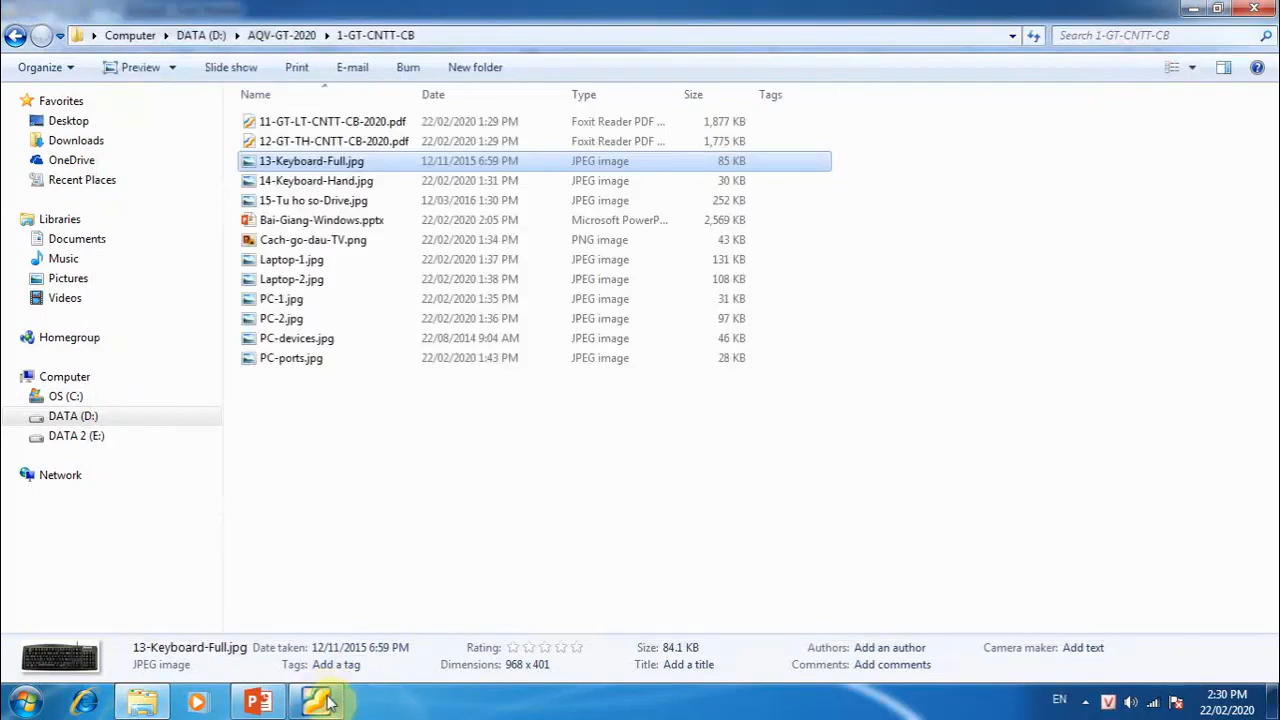 Computer DATA (D:) AQV-GT-2020 1-GT-CNTT-CB Search 1-GT-CNTT-CB
Organize Preview Slide show Print E-mail Burn New folder
Name Date Type Size Tags
11-GT-LT-CNTT-CB-2020.pdf 22/02/2020 1:29 PM Foxit Reader PDF ... 1,877 KB
12-GT-TH-CNTT-CB-2020.pdf 22/02/2020 1:29 PM Foxit Reader PDF ... 1,775 KB
13-Keyboard-Full.jpg 12/11/2015 6:59 PM JPEG image 85 KB
14-Keyboard-Hand.jpg 22/02/2020 1:31 PM JPEG image 30 KB
15-Tu ho so-Drive.jpg 12/03/2016 1:30 PM JPEG image 252 KB
Bai-Giang-Windows.pptx 22/02/2020 2:05 PM Microsoft PowerP... 2,569 KB
Cach-go-dau-TV.png 22/02/2020 1:34 PM PNG image 43 KB
Laptop-1.jpg 22/02/2020 1:37 PM JPEG image 131 KB
Laptop-2.jpg 22/02/2020 1:38 PM JPEG image 108 KB
PC-1.jpg 22/02/2020 1:35 PM JPEG image 31 KB
PC-2.jpg 22/02/2020 1:36 PM JPEG image 97 KB
PC-devices.jpg 22/08/2014 9:04 AM JPEG image 46 KB
PC-ports.jpg 22/02/2020 1:43 PM JPEG image 28 KB
Favorites
Desktop
Downloads
OneDrive
Recent Places
Libraries
Documents
Music
Pictures
Videos
Homegroup
Computer
OS (C:)
DATA (D:)
DATA 2 (E:)
Network
13-Keyboard-Full.jpg Date taken: 12/11/2015 6:59 PM Rating: Size: 84.1 KB Authors: Add an author Camera maker: Add text
JPEG image Tags: Add a tag Dimensions: 968 x 401 Title: Add a title Comments: Add comments
EN 2:30 PM
22/02/2020